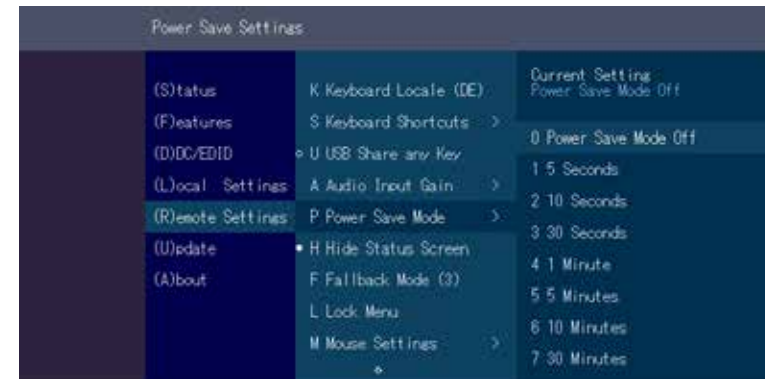 Power Save Settings
(S)tatus
(F)eatures
(D)DC/EDID
(L)ocal Settings
(R)emote Settings
(U)pdate
(A)bout
K Keyboard Locale (DE)
S Keyboard Shortcuts >
U USB Share any Key
A Audio Input Gain >
P Power Save Mode >
H Hide Status Screen
F Fallback Mode (3)
L Lock Menu
M Mouse Settings >
Current Setting
Power Save Mode Off
0 Power Save Mode Off
1 5 Seconds
2 10 Seconds
3 30 Seconds
4 1 Minute
5 5 Minutes
6 10 Minutes
7 30 Minutes